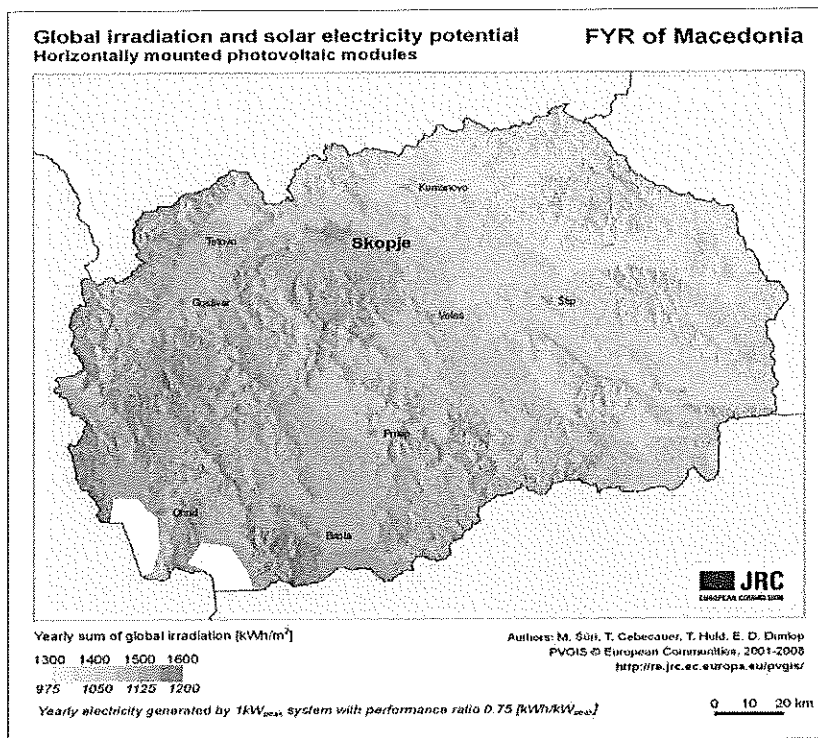 Global irradiation and solar electricity potential
Horizontally mounted photovoltaic modules
FYR of Macedonia
Kumanovo
Tetovo
Skopje
Gostivar
Veles
Štip
Prilep
Ohrid
Bitola
JRC
EUROPEAN COMMISSION
Yearly sum of global irradiation [kWh/m²]
1300 1400 1500 1600
975 1050 1125 1200
Yearly electricity generated by 1kWpeak system with performance ratio 0.75 [kWh/kWpeak]
Authors: M. Šúri, T. Cebecauer, T. Huld, E. D. Dunlop
PVGIS © European Communities, 2001-2008
http://re.jrc.ec.europa.eu/pvgis/
0 10 20 km